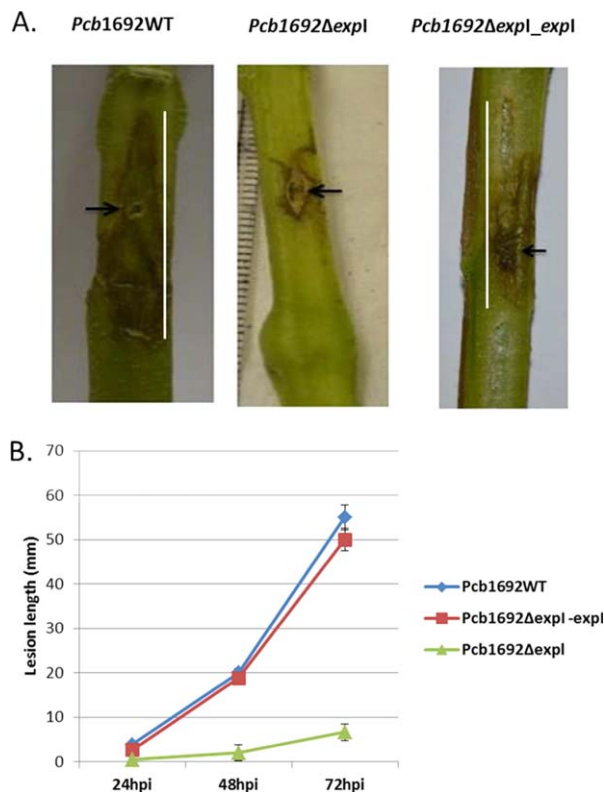 A.
Pcb1692WT
Pcb1692ΔexpI
Pcb1692ΔexpI_expI
B.
Lesion length (mm)
70
60
50
40
30
20
10
0
24hpi
48hpi
72hpi
Pcb1692WT
Pcb1692ΔexpI -expI
Pcb1692ΔexpI